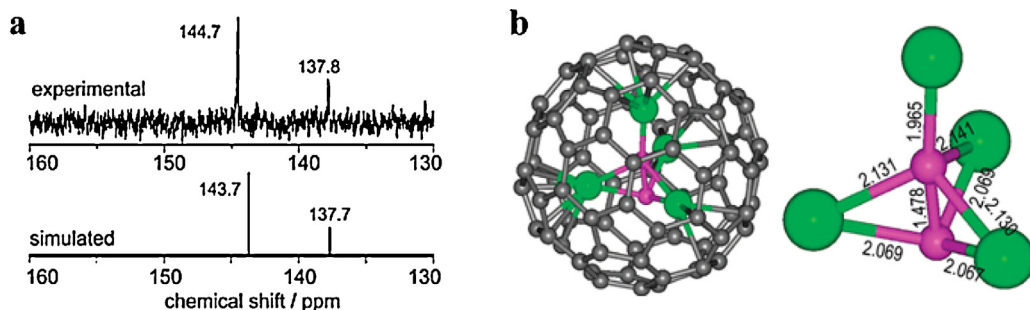 a
144.7
137.8
experimental
160 150 140 130
143.7
137.7
simulated
160 150 140 130
chemical shift / ppm
b
1.965
2.141
2.131
2.069
1.478
2.130
2.069
2.067